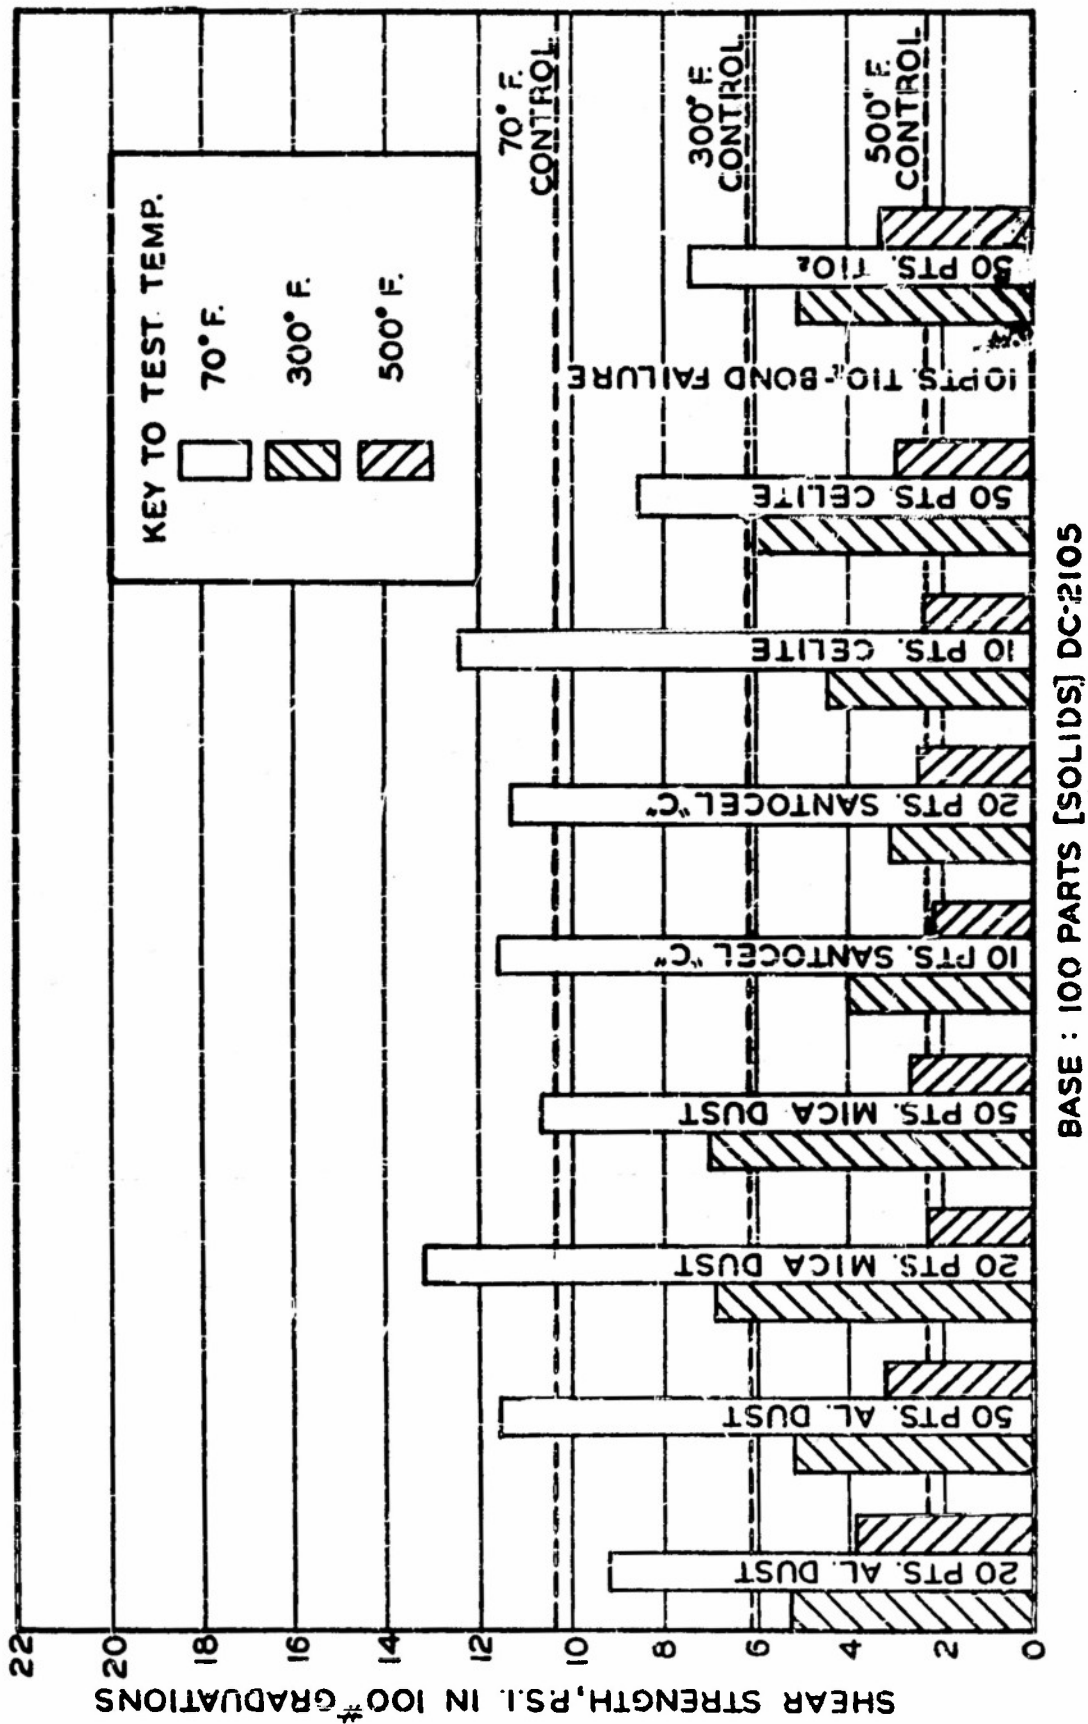 SHEAR STRENGTH, P.S.I. IN 100# GRADUATIONS
22
20
18
16
14
12
10
8
6
4
2
0
KEY TO TEST TEMP.
70° F.
300° F.
500° F.
70° F.
CONTROL
300° F.
CONTROL
500° F.
CONTROL
20 PTS. AL. DUST
50 PTS. AL. DUST
20 PTS. MICA DUST
50 PTS. MICA DUST
10 PTS. SANTOCEL "C"
20 PTS. SANTOCEL "C"
10 PTS. CELITE
50 PTS. CELITE
10 PTS. TIO₂-BOND FAILURE
50 PTS. TIO₂
BASE : 100 PARTS [SOLIDS] DC-2105